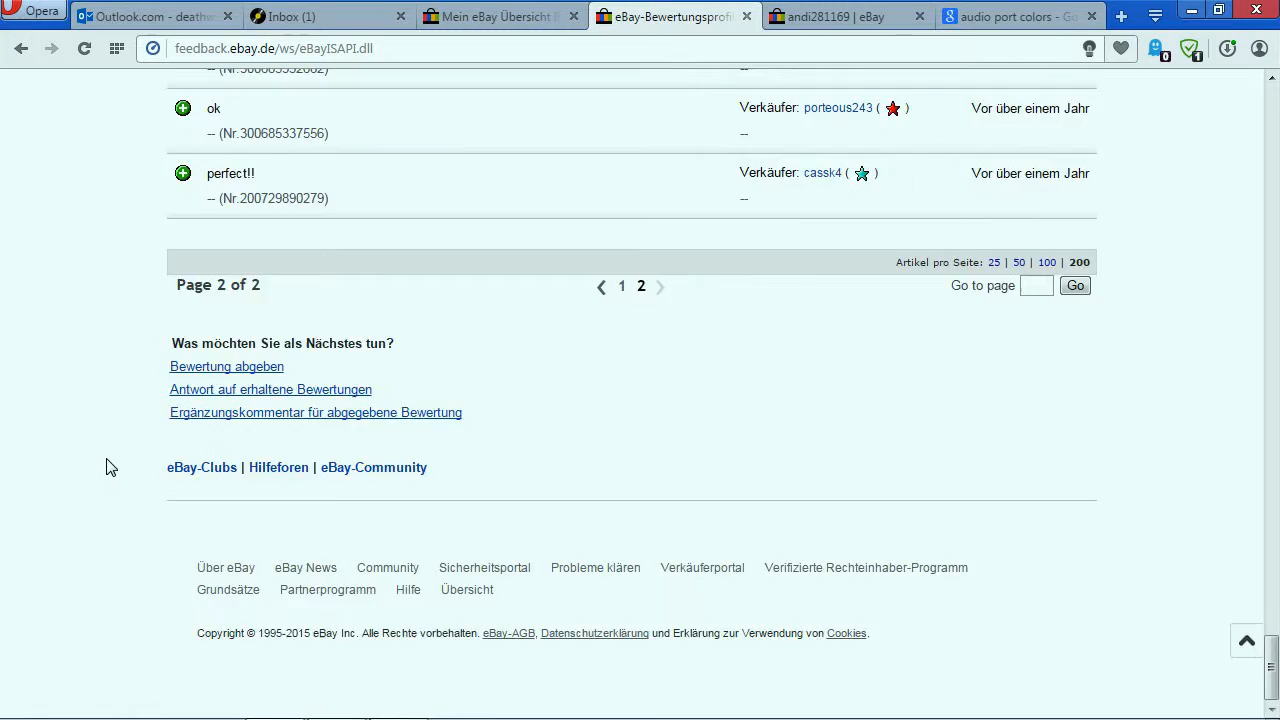 Opera
Outlook.com - deathw
Inbox (1)
Mein eBay Übersicht
eBay-Bewertungsprofi
andi281169 | eBay
audio port colors - Go
feedback.ebay.de/ws/eBayISAPI.dll
0
1
ok
Verkäufer: porteous243 ( )
Vor über einem Jahr
-- (Nr.300685337556)
--
perfect!!
Verkäufer: cassk4 ( )
Vor über einem Jahr
-- (Nr.200729890279)
--
Artikel pro Seite: 25 | 50 | 100 | 200
Page 2 of 2
1 2
Go to page
Go
Was möchten Sie als Nächstes tun?
Bewertung abgeben
Antwort auf erhaltene Bewertungen
Ergänzungskommentar für abgegebene Bewertung
eBay-Clubs | Hilfeforen | eBay-Community
Über eBay eBay News Community Sicherheitsportal Probleme klären Verkäuferportal Verifizierte Rechteinhaber-Programm
Grundsätze Partnerprogramm Hilfe Übersicht
Copyright © 1995-2015 eBay Inc. Alle Rechte vorbehalten. eBay-AGB, Datenschutzerklärung und Erklärung zur Verwendung von Cookies.